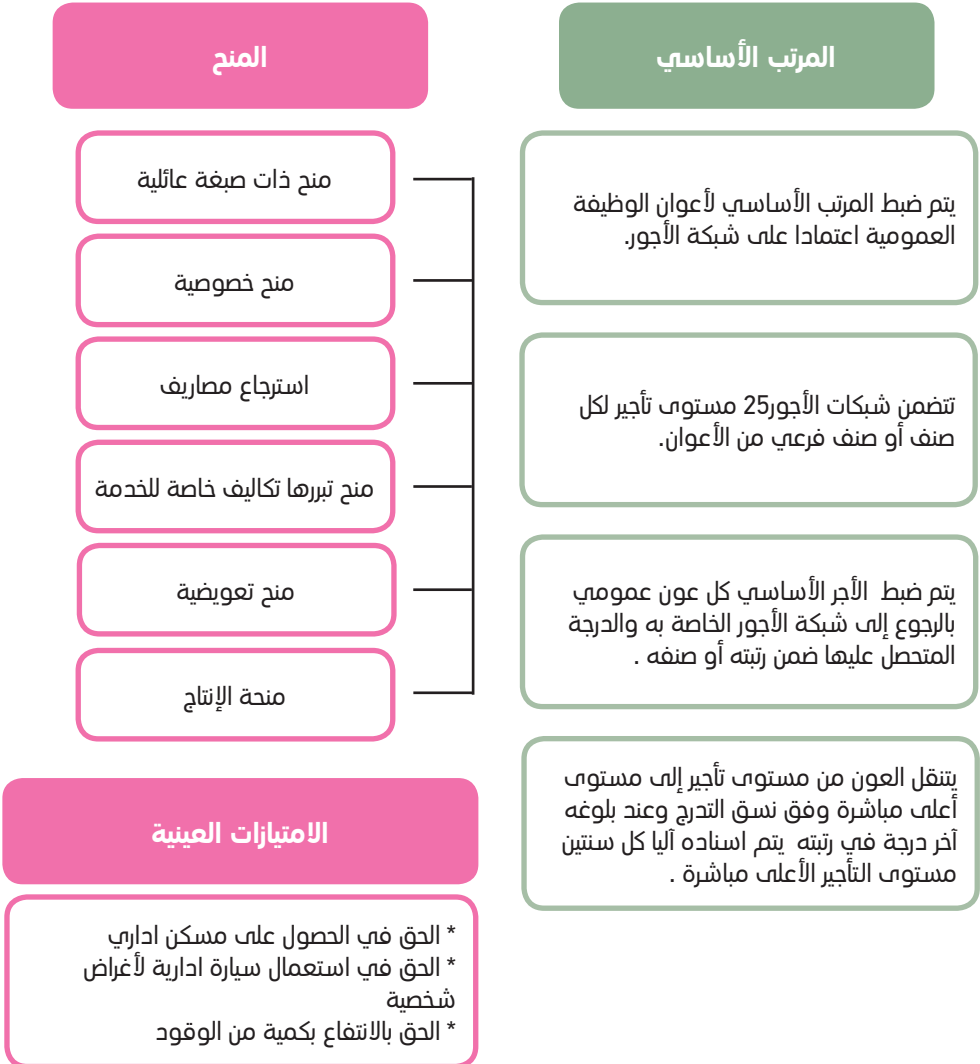 المرتب الأساسي
يتم ضبط المرتب الأساسي لأعوان الوظيفة
العمومية اعتمادا على شبكة الأجور.
تتضمن شبكات الأجور25 مستوى تأجير لكل
صنف أو صنف فرعي من الأعوان.
يتم ضبط الأجر الأساسي كل عون عمومي
بالرجوع إلى شبكة الأجور الخاصة به والدرجة
المتحصل عليها ضمن رتبته أو صنفه .
يتنقل العون من مستوى تأجير إلى مستوى
أعلى مباشرة وفق نسق التدرج وعند بلوغه
آخر درجة في رتبته يتم اسناده آليا كل سنتين
مستوى التأجير الأعلى مباشرة .
المنح
منح ذات صبغة عائلية
منح خصوصية
استرجاع مصاريف
منح تبررها تكاليف خاصة للخدمة
منح تعويضية
منحة الإنتاج
الامتيازات العينية
* الحق في الحصول على مسكن اداري
* الحق في استعمال سيارة ادارية لأغراض
شخصية
* الحق بالانتفاع بكمية من الوقود